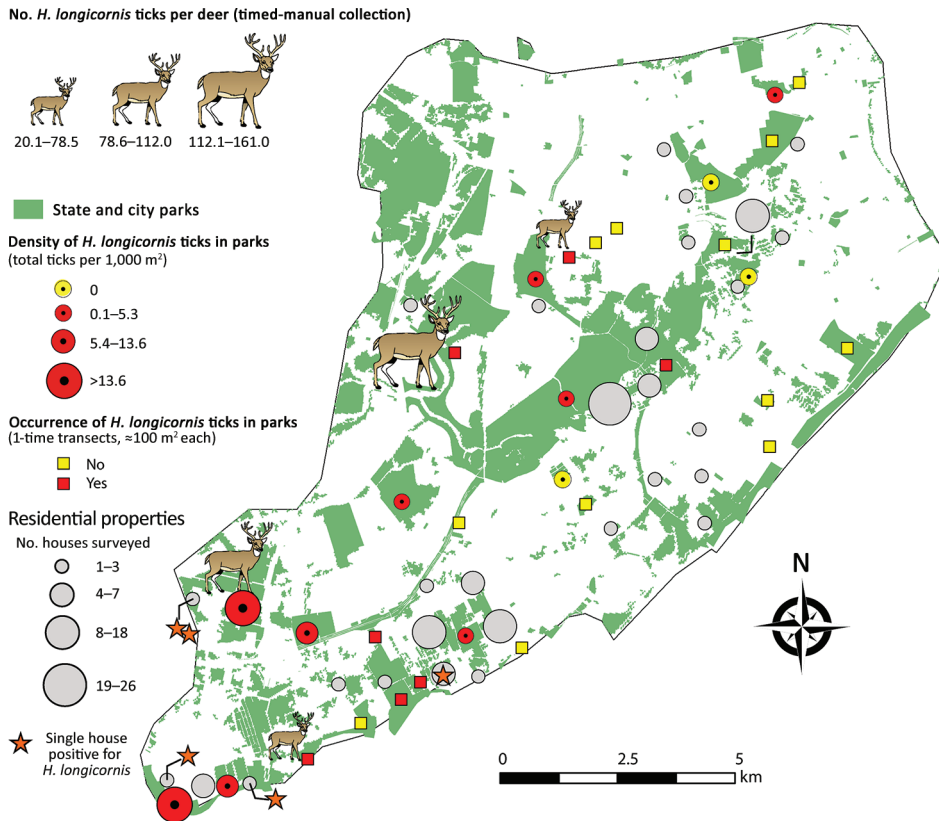 No. H. longicornis ticks per deer (timed-manual collection)
20.1–78.5
78.6–112.0
112.1–161.0
State and city parks
Density of H. longicornis ticks in parks
(total ticks per 1,000 m²)
0
0.1–5.3
5.4–13.6
>13.6
Occurrence of H. longicornis ticks in parks
(1-time transects, ≈100 m² each)
No
Yes
Residential properties
No. houses surveyed
1–3
4–7
8–18
19–26
Single house
positive for
H. longicornis
N
0
2.5
5
km